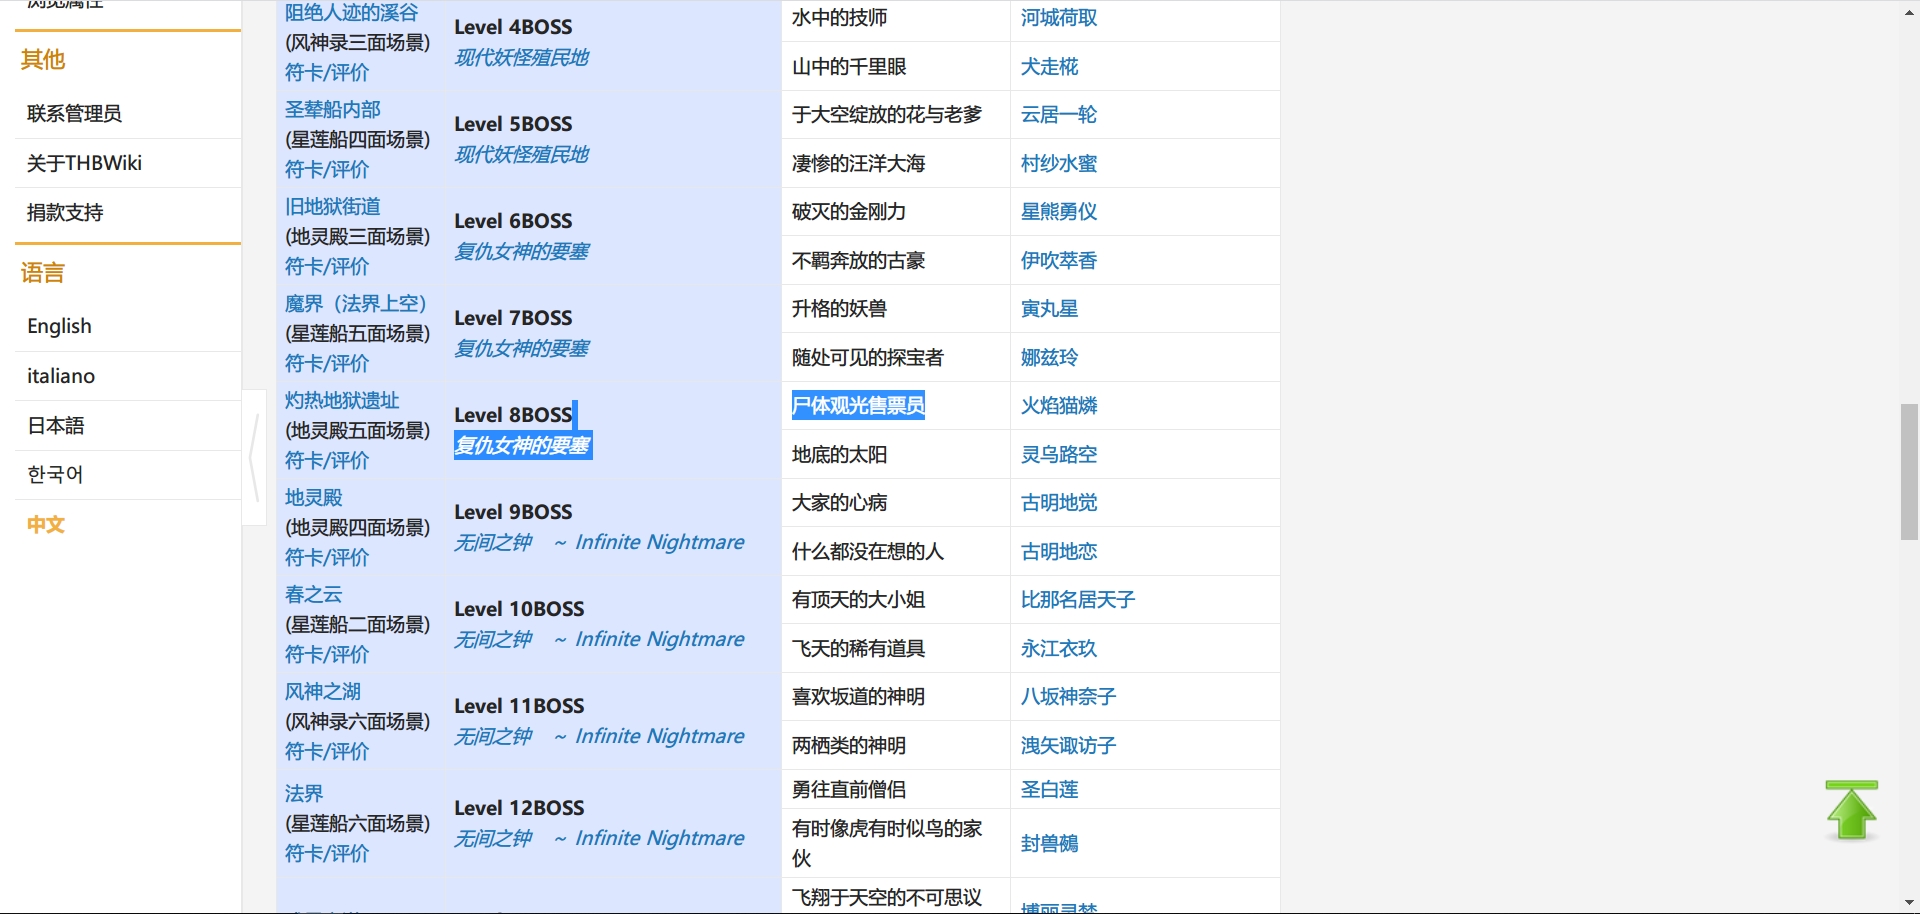 浏览属性
其他
联系管理员
关于THBWiki
捐款支持
语言
English
italiano
日本語
한국어
中文
阻绝人迹的溪谷
(风神录三面场景)
符卡/评价
Level 4BOSS
现代妖怪殖民地
水中的技师
河城荷取
山中的千里眼
犬走椛
圣辇船内部
(星莲船四面场景)
符卡/评价
Level 5BOSS
现代妖怪殖民地
于大空绽放的花与老爹
云居一轮
凄惨的汪洋大海
村纱水蜜
旧地狱街道
(地灵殿三面场景)
符卡/评价
Level 6BOSS
复仇女神的要塞
破灭的金刚力
星熊勇仪
不羁奔放的古豪
伊吹萃香
魔界（法界上空）
(星莲船五面场景)
符卡/评价
Level 7BOSS
复仇女神的要塞
升格的妖兽
寅丸星
随处可见的探宝者
娜兹玲
灼热地狱遗址
(地灵殿五面场景)
符卡/评价
Level 8BOSS
复仇女神的要塞
尸体观光售票员
火焰猫燐
地底的太阳
灵乌路空
地灵殿
(地灵殿四面场景)
符卡/评价
Level 9BOSS
无间之钟　~ Infinite Nightmare
大家的心病
古明地觉
什么都没在想的人
古明地恋
春之云
(星莲船二面场景)
符卡/评价
Level 10BOSS
无间之钟　~ Infinite Nightmare
有顶天的大小姐
比那名居天子
飞天的稀有道具
永江衣玖
风神之湖
(风神录六面场景)
符卡/评价
Level 11BOSS
无间之钟　~ Infinite Nightmare
喜欢坂道的神明
八坂神奈子
两栖类的神明
洩矢诹访子
法界
(星莲船六面场景)
符卡/评价
Level 12BOSS
无间之钟　~ Infinite Nightmare
勇往直前僧侣
圣白莲
有时像虎有时似鸟的家
伙
封兽鵺
飞翔于天空的不可思议
博丽灵梦